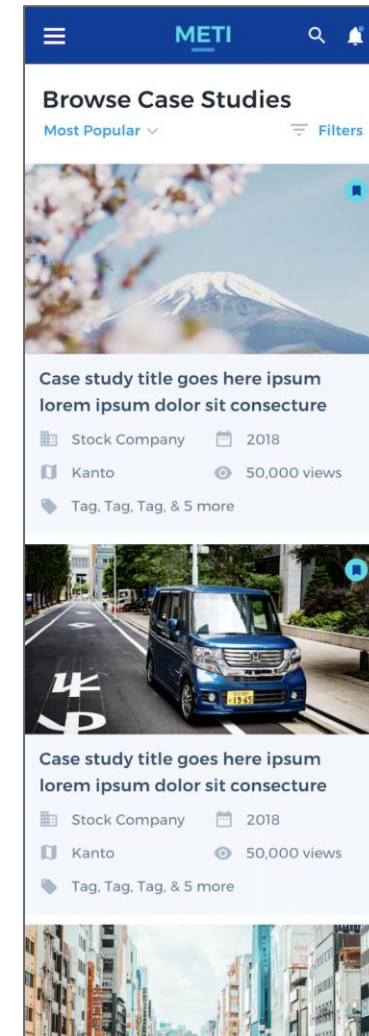 METI
Browse Case Studies
Most Popular
Filters
Case study title goes here ipsum
lorem ipsum dolor sit consecture
Stock Company
2018
Kanto
50,000 views
Tag, Tag, Tag, & 5 more
Case study title goes here ipsum
lorem ipsum dolor sit consecture
Stock Company
2018
Kanto
50,000 views
Tag, Tag, Tag, & 5 more